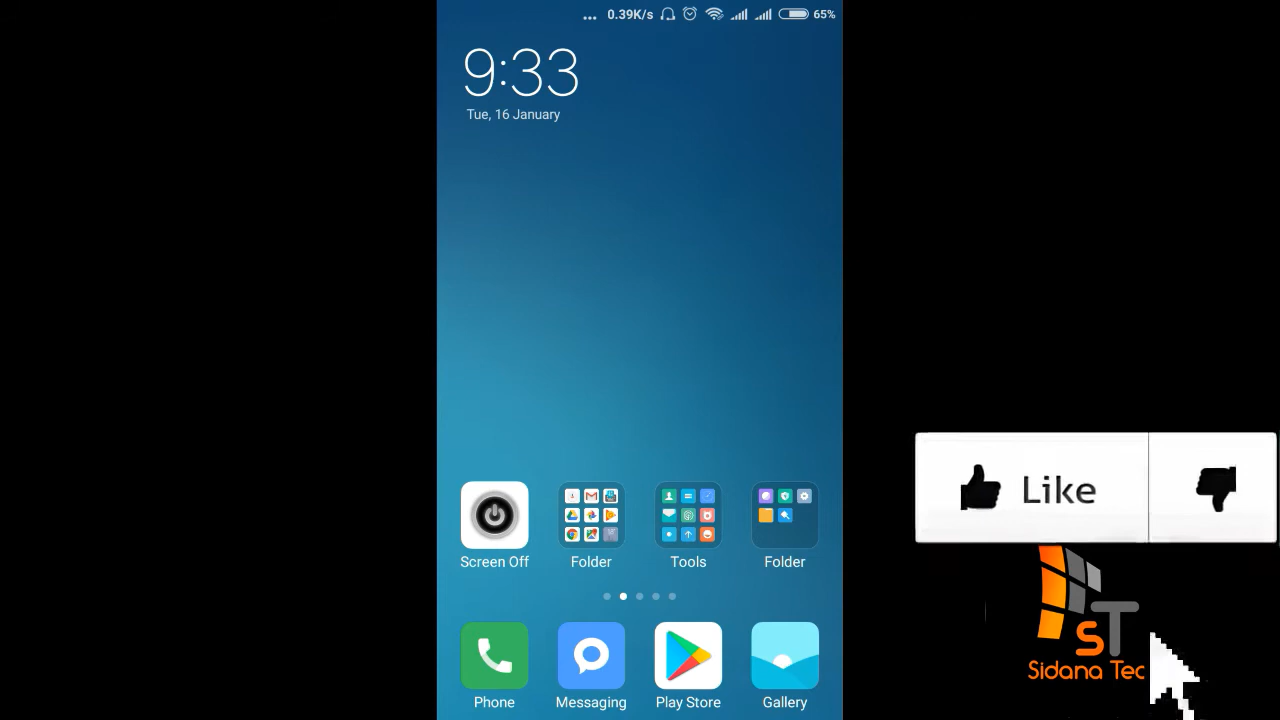 ... 0.39K/s 65%
9:33
Tue, 16 January
Screen Off Folder Tools Folder
Phone Messaging Play Store Gallery
Like
ST
Sidana Tec